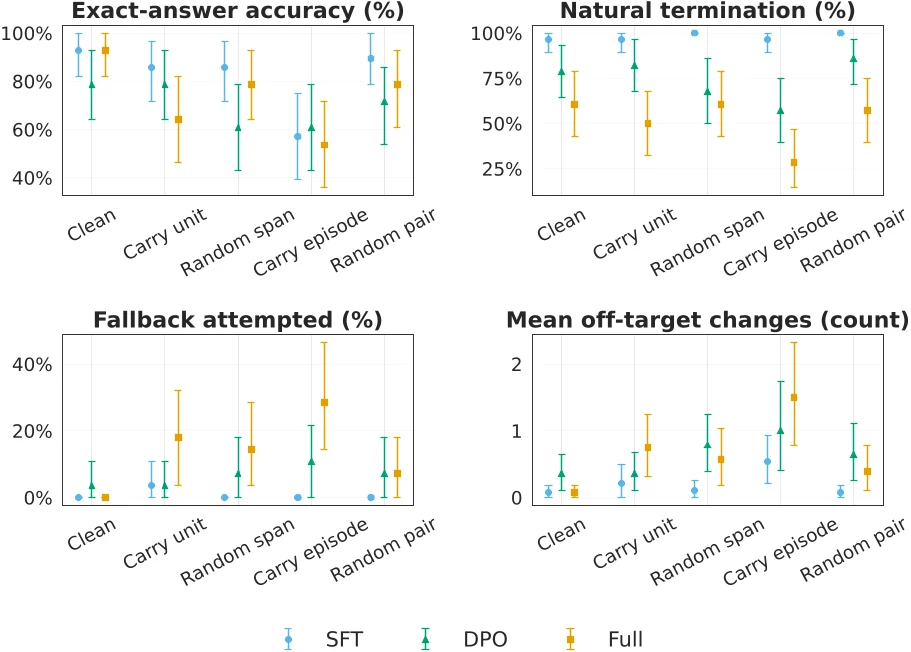 Exact-answer accuracy (%)
100%
80%
60%
40%
Clean
Carry unit
Random span
Carry episode
Random pair
Natural termination (%)
100%
75%
50%
25%
Clean
Carry unit
Random span
Carry episode
Random pair
Fallback attempted (%)
40%
20%
0%
Clean
Carry unit
Random span
Carry episode
Random pair
Mean off-target changes (count)
2
1
0
Clean
Carry unit
Random span
Carry episode
Random pair
SFT
DPO
Full